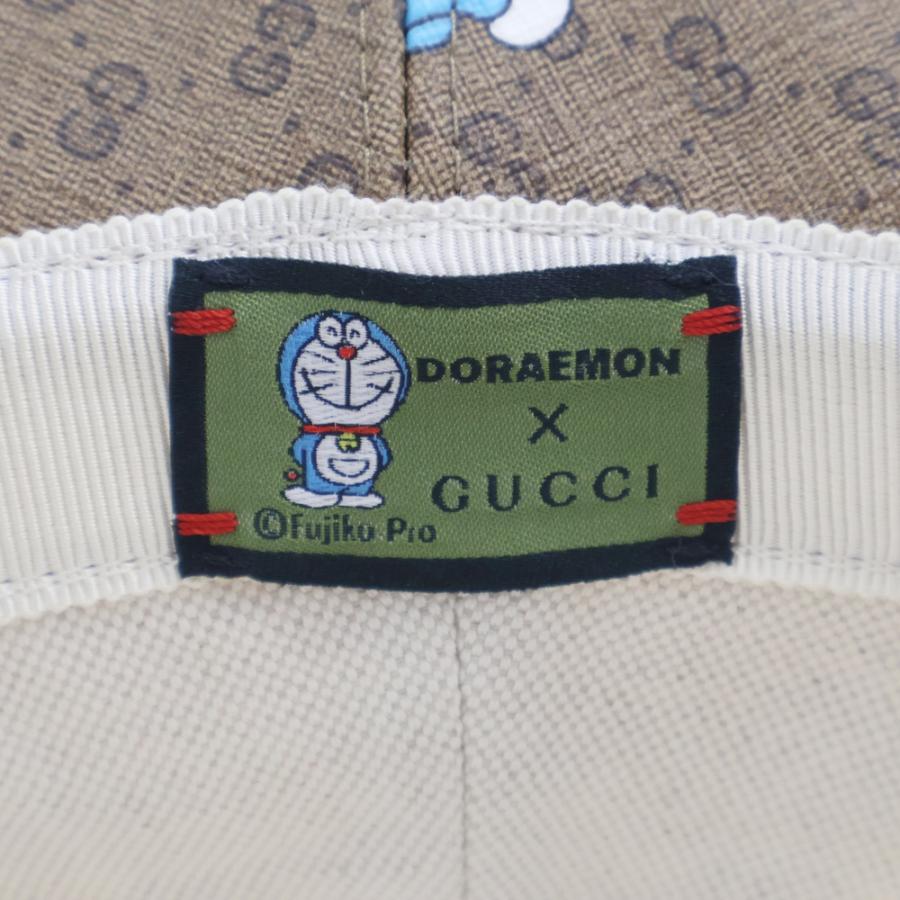 DORAEMON
X
GUCCI
©Fujiko-Pro